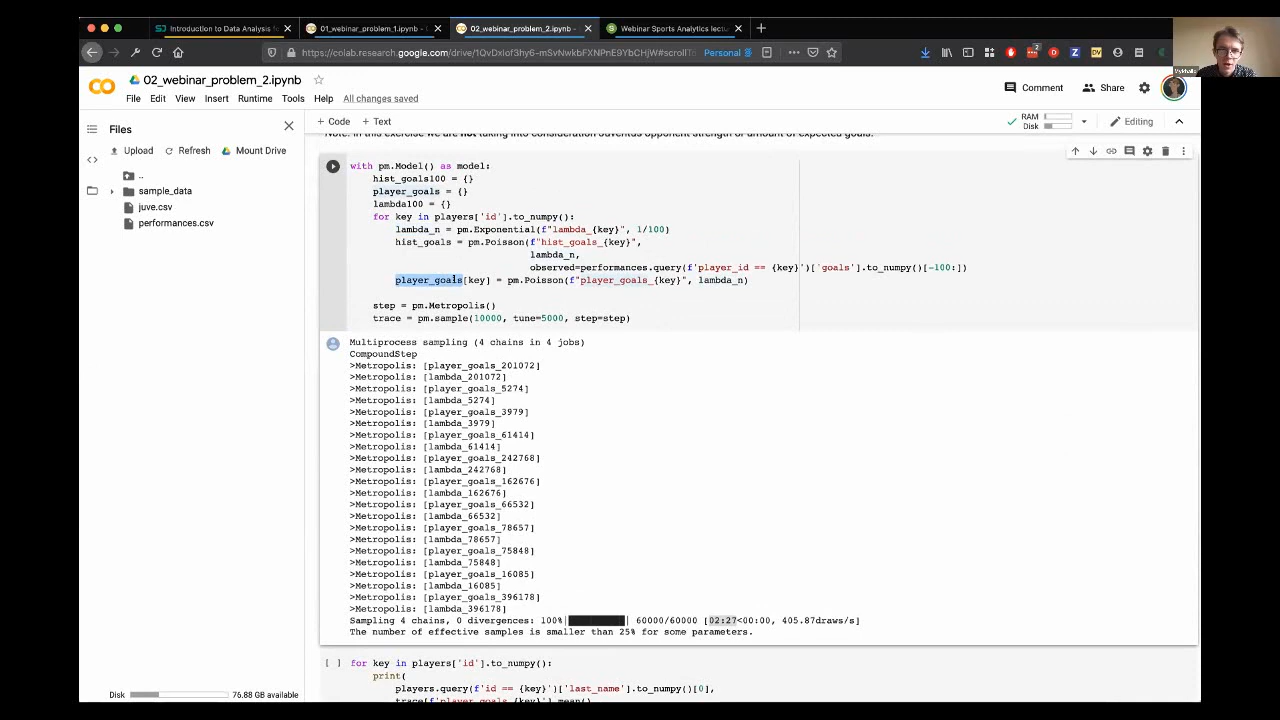 Introduction to Data Analysis f
01_webinar_problem_1.ipynb -
02_webinar_problem_2.ipynb -
Webinar Sports Analytics lectu
https://colab.research.google.com/drive/1QvDxIof3hy6-mSvNwkbFXNPnE9YbCHjW#scrollT
Personal
Mykhailo
02_webinar_problem_2.ipynb
File Edit View Insert Runtime Tools Help All changes saved
Comment Share
+ Code + Text
RAM
Disk
Editing
Files
Upload Refresh Mount Drive
..
sample_data
juve.csv
performances.csv
Note: in this exercise we are not taking into consideration Juventus opponent strength or amount of expected goals.
with pm.Model() as model:
hist_goals100 = {}
player_goals = {}
lambda100 = {}
for key in players['id'].to_numpy():
lambda_n = pm.Exponential(f"lambda_{key}", 1/100)
hist_goals = pm.Poisson(f"hist_goals_{key}",
lambda_n,
observed=performances.query(f'player_id == {key}')['goals'].to_numpy()[-100:])
player_goals[key] = pm.Poisson(f"player_goals_{key}", lambda_n)
step = pm.Metropolis()
trace = pm.sample(10000, tune=5000, step=step)
Multiprocess sampling (4 chains in 4 jobs)
CompoundStep
>Metropolis: [player_goals_201072]
>Metropolis: [lambda_201072]
>Metropolis: [player_goals_5274]
>Metropolis: [lambda_5274]
>Metropolis: [player_goals_3979]
>Metropolis: [lambda_3979]
>Metropolis: [player_goals_61414]
>Metropolis: [lambda_61414]
>Metropolis: [player_goals_242768]
>Metropolis: [lambda_242768]
>Metropolis: [player_goals_162676]
>Metropolis: [lambda_162676]
>Metropolis: [player_goals_66532]
>Metropolis: [lambda_66532]
>Metropolis: [player_goals_78657]
>Metropolis: [lambda_78657]
>Metropolis: [player_goals_75848]
>Metropolis: [lambda_75848]
>Metropolis: [player_goals_16085]
>Metropolis: [lambda_16085]
>Metropolis: [player_goals_396178]
>Metropolis: [lambda_396178]
Sampling 4 chains, 0 divergences: 100%| | 60000/60000 [02:27<00:00, 405.87draws/s]
The number of effective samples is smaller than 25% for some parameters.
[ ] for key in players['id'].to_numpy():
print(
players.query(f'id == {key}')['last_name'].to_numpy()[0],
trace[f'player_goals_{key}'].mean()
Disk 76.88 GB available